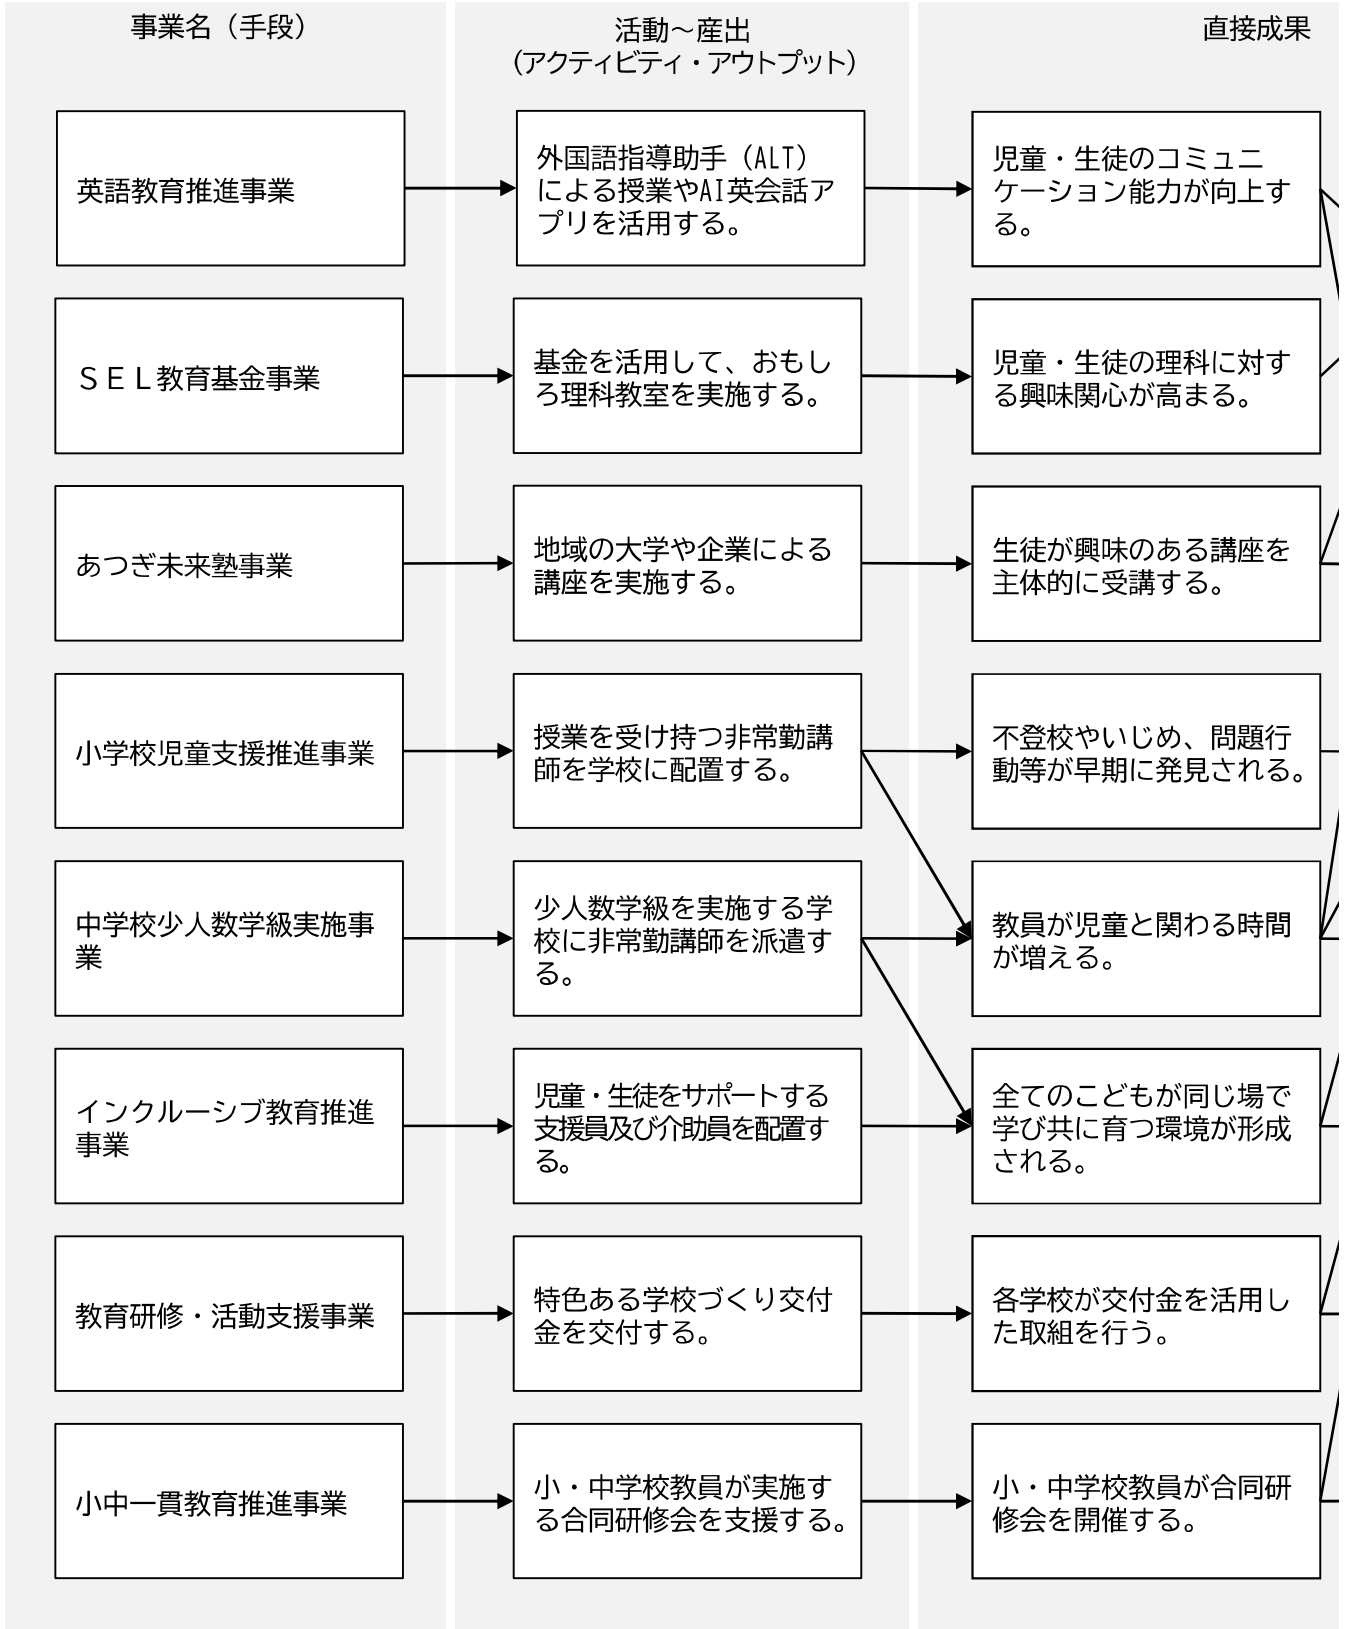 事業名（手段）
活動～産出
（アクティビティ・アウトプット）
直接成果
英語教育推進事業
外国語指導助手（ALT）
による授業やAI英会話ア
プリを活用する。
児童・生徒のコミュニ
ケーション能力が向上す
る。
ＳＥＬ教育基金事業
基金を活用して、おもし
ろ理科教室を実施する。
児童・生徒の理科に対す
る興味関心が高まる。
あつぎ未来塾事業
地域の大学や企業による
講座を実施する。
生徒が興味のある講座を
主体的に受講する。
小学校児童支援推進事業
授業を受け持つ非常勤講
師を学校に配置する。
不登校やいじめ、問題行
動等が早期に発見される。
中学校少人数学級実施事
業
少人数学級を実施する学
校に非常勤講師を派遣す
る。
教員が児童と関わる時間
が増える。
インクルーシブ教育推進
事業
児童・生徒をサポートする
支援員及び介助員を配置す
る。
全てのこどもが同じ場で
学び共に育つ環境が形成
される。
教育研修・活動支援事業
特色ある学校づくり交付
金を交付する。
各学校が交付金を活用し
た取組を行う。
小中一貫教育推進事業
小・中学校教員が実施す
る合同研修会を支援する。
小・中学校教員が合同研
修会を開催する。